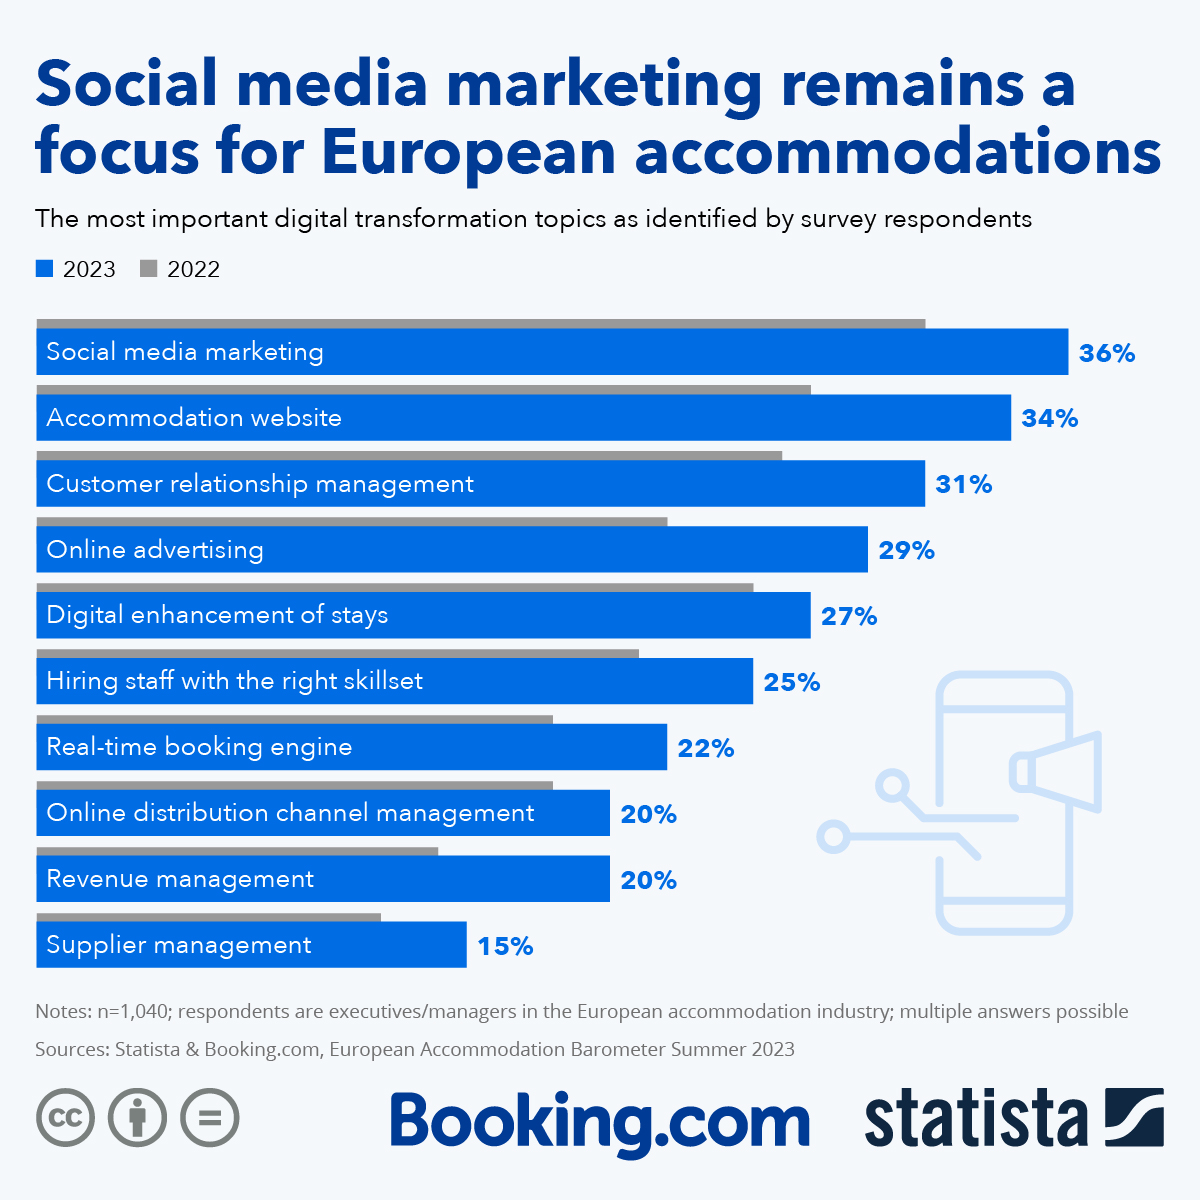 Social media marketing remains a
focus for European accommodations
The most important digital transformation topics as identified by survey respondents
2023 2022
Social media marketing 36%
Accommodation website 34%
Customer relationship management 31%
Online advertising 29%
Digital enhancement of stays 27%
Hiring staff with the right skillset 25%
Real-time booking engine 22%
Online distribution channel management 20%
Revenue management 20%
Supplier management 15%
Notes: n=1,040; respondents are executives/managers in the European accommodation industry; multiple answers possible
Sources: Statista & Booking.com, European Accommodation Barometer Summer 2023
cc = Booking.com statista